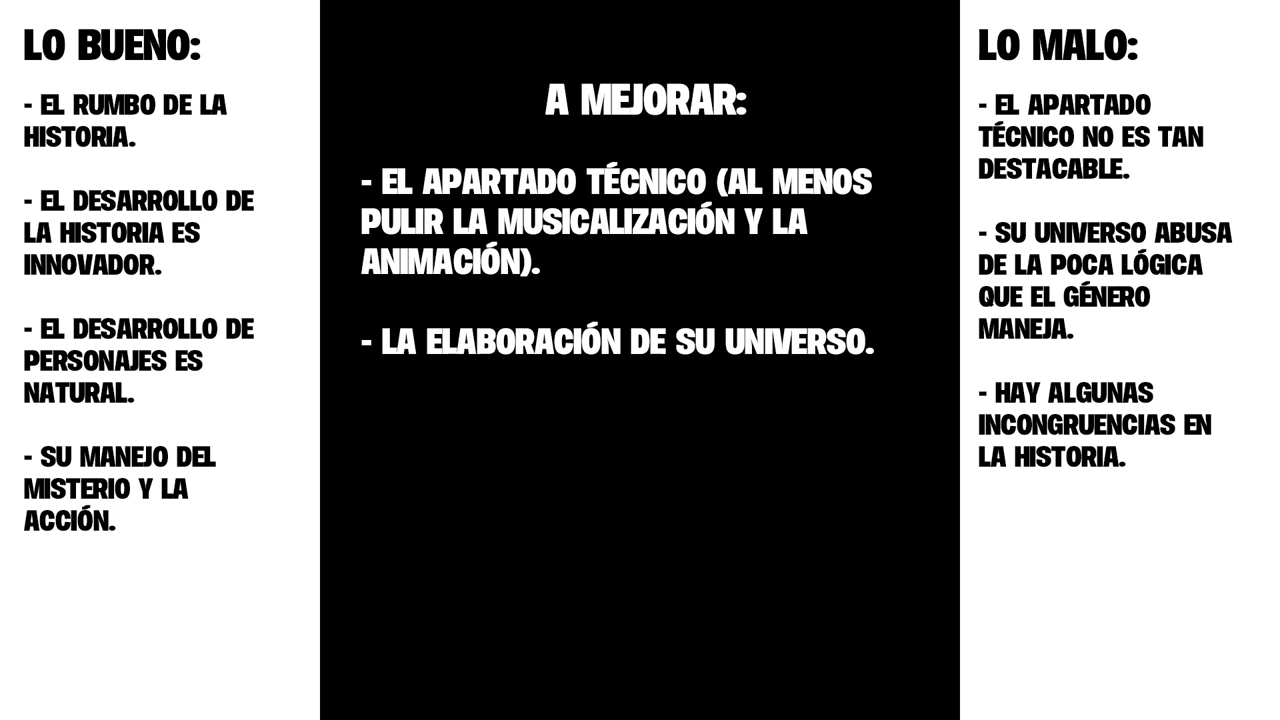 LO BUENO:
- EL RUMBO DE LA
HISTORIA.
- EL DESARROLLO DE
LA HISTORIA ES
INNOVADOR.
- EL DESARROLLO DE
PERSONAJES ES
NATURAL.
- SU MANEJO DEL
MISTERIO Y LA
ACCIÓN.
A MEJORAR:
- EL APARTADO TÉCNICO (AL MENOS
PULIR LA MUSICALIZACIÓN Y LA
ANIMACIÓN).
- LA ELABORACIÓN DE SU UNIVERSO.
LO MALO:
- EL APARTADO
TÉCNICO NO ES TAN
DESTACABLE.
- SU UNIVERSO ABUSA
DE LA POCA LÓGICA
QUE EL GÉNERO
MANEJA.
- HAY ALGUNAS
INCONGRUENCIAS EN
LA HISTORIA.